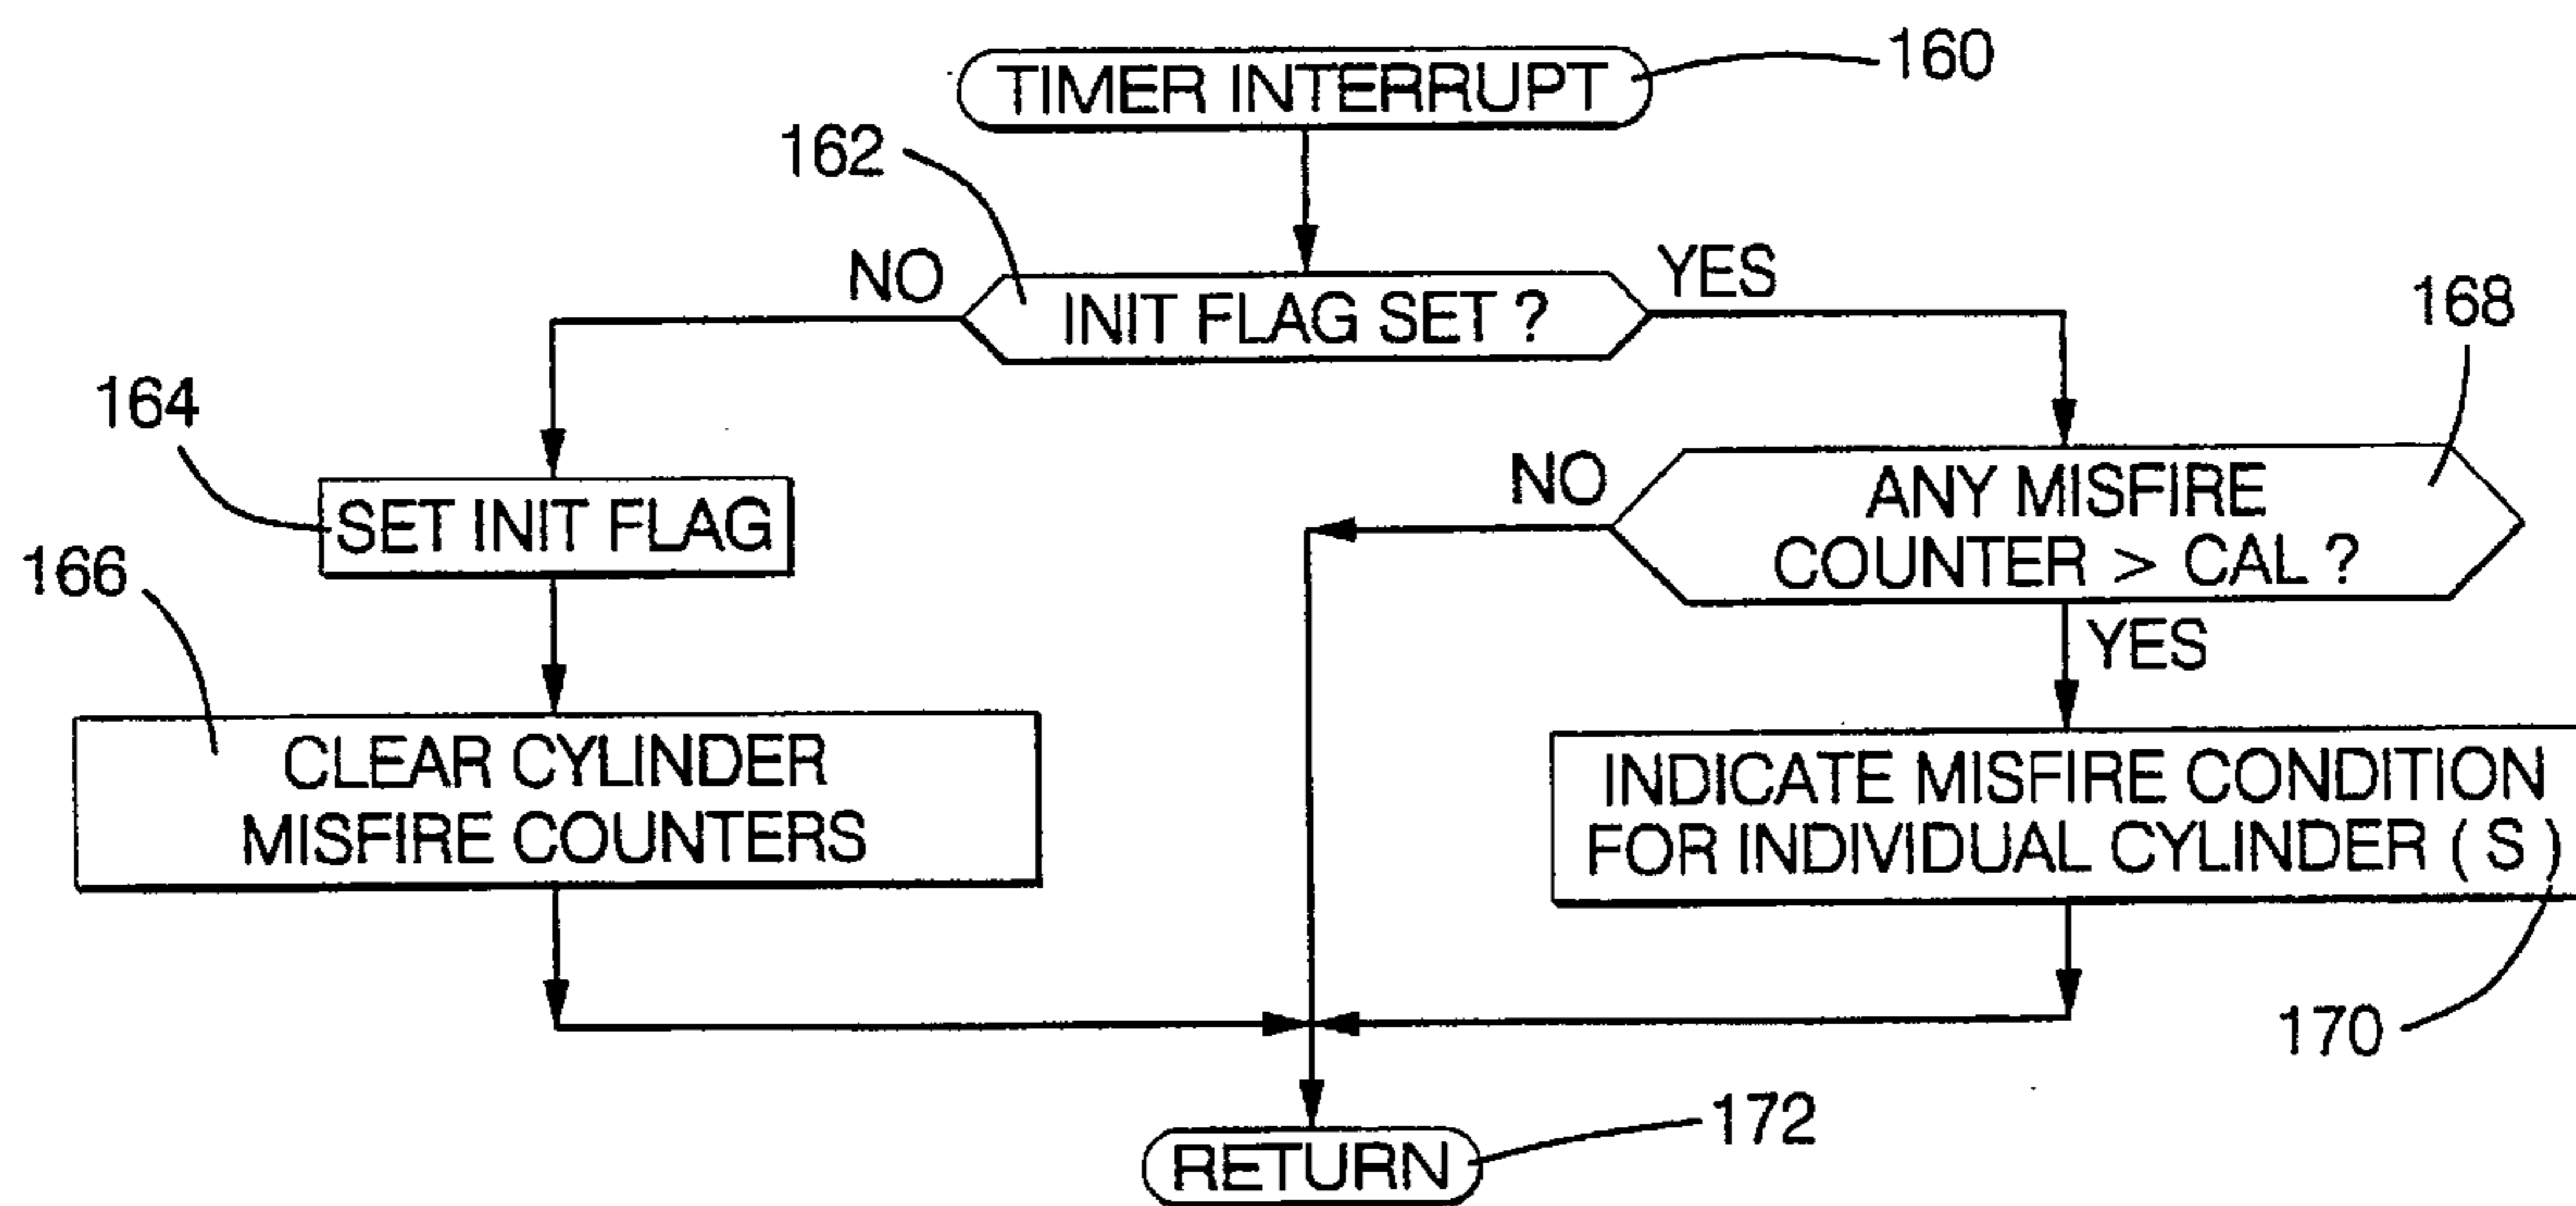 TIMER INTERRUPT
160
162
NO
INIT FLAG SET ?
YES
168
164
SET INIT FLAG
NO
ANY MISFIRE
COUNTER > CAL ?
YES
166
CLEAR CYLINDER
MISFIRE COUNTERS
INDICATE MISFIRE CONDITION
FOR INDIVIDUAL CYLINDER ( S )
170
172
RETURN